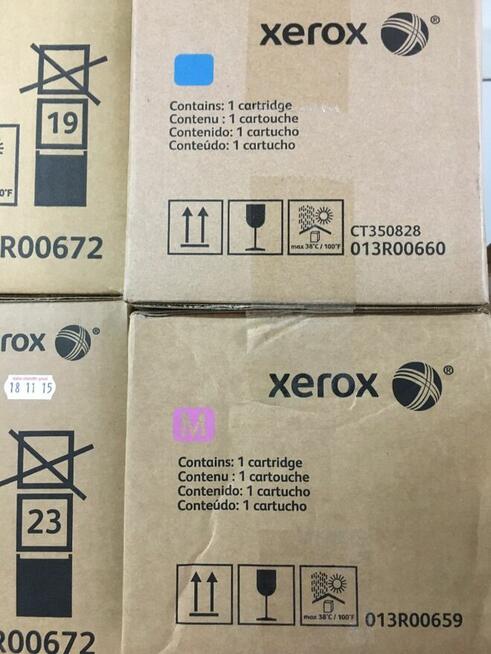 xerox®
Contains: 1 cartridge
Contenu : 1 cartouche
Contenido: 1 cartucho
Conteúdo: 1 cartucho
19
0°F
max 38°C / 100°F
CT350828
013R00660
R00672
rox®
18 11 15
xerox®
M
Contains: 1 cartridge
Contenu : 1 cartouche
Contenido: 1 cartucho
Conteúdo: 1 cartucho
23
max 38°C / 100°F
013R00659
R00672